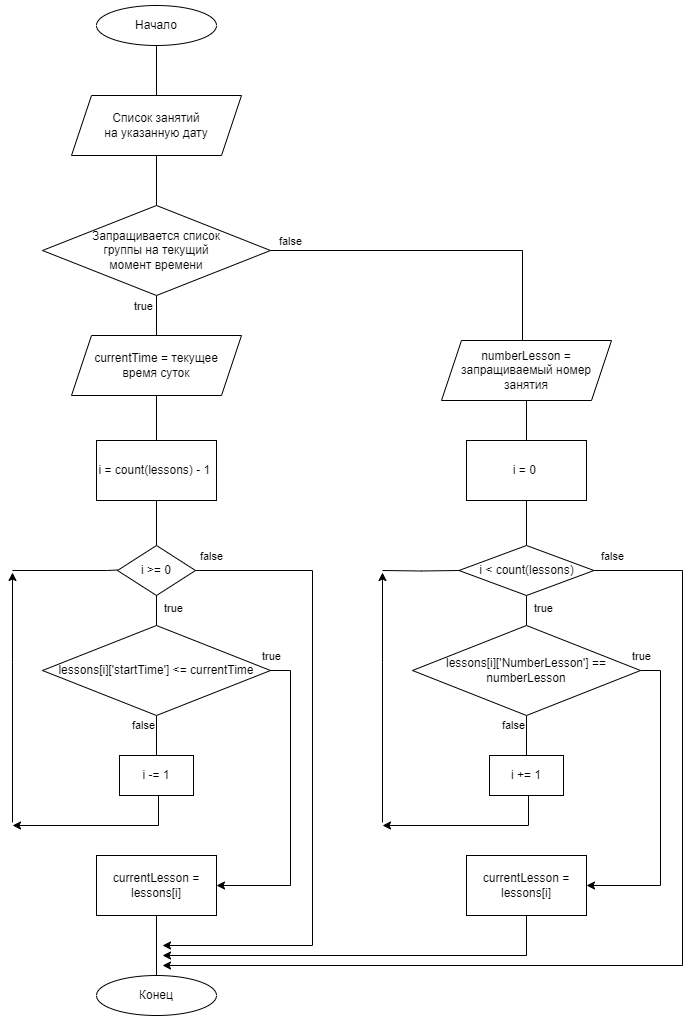 Начало
Список занятий
на указанную дату
Запращивается список
группы на текущий
момент времени
false
true
currentTime = текущее
время суток
numberLesson =
запращиваемый номер
занятия
i = count(lessons) - 1
i = 0
i >= 0
false
true
i < count(lessons)
false
true
lessons[i]['startTime'] <= currentTime
true
false
lessons[i]['NumberLesson'] ==
numberLesson
true
false
i -= 1
i += 1
currentLesson =
lessons[i]
currentLesson =
lessons[i]
Конец